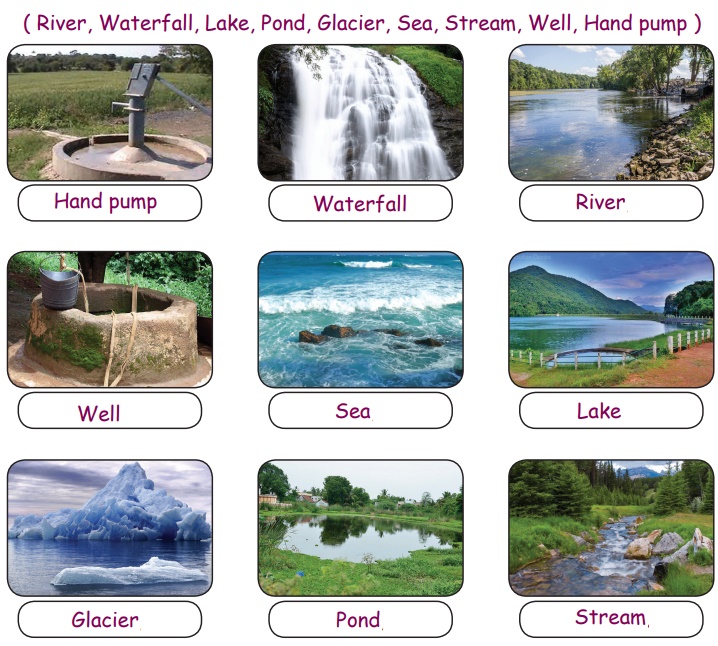 ( River, Waterfall, Lake, Pond, Glacier, Sea, Stream, Well, Hand pump )
Hand pump
Waterfall
River
Well
Sea
Lake
Glacier
Pond
Stream